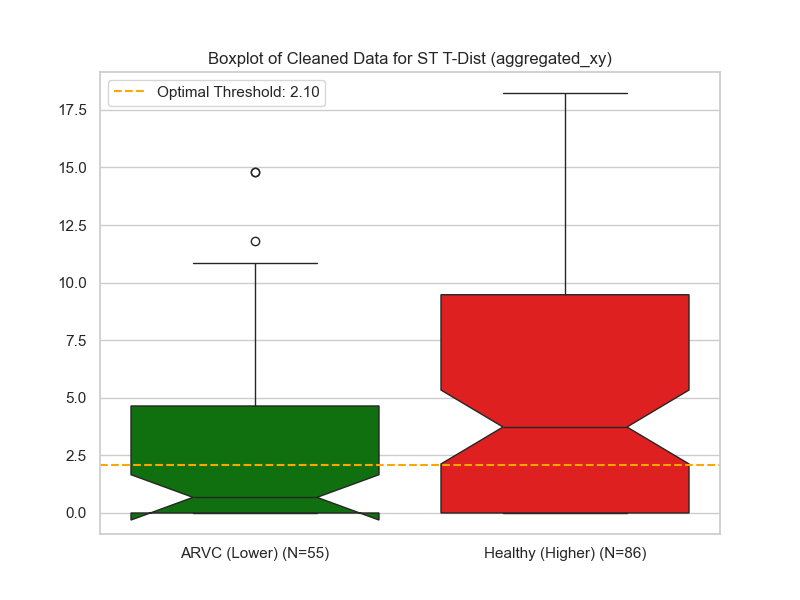 Boxplot of Cleaned Data for ST T-Dist (aggregated_xy)
Optimal Threshold: 2.10
17.5
15.0
12.5
10.0
7.5
5.0
2.5
0.0
ARVC (Lower) (N=55)
Healthy (Higher) (N=86)